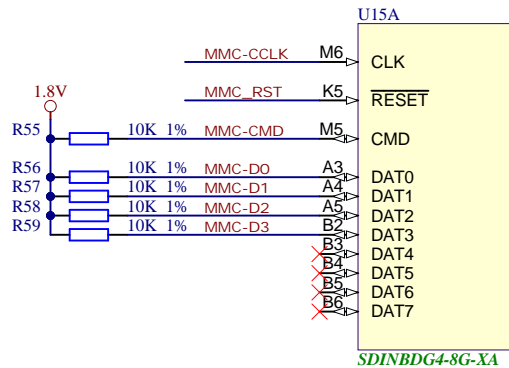 U15A
MMC-CCLK M6 CLK
1.8V
MMC_RST K5 RESET
R55 10K 1% MMC-CMD M5 CMD
R56 10K 1% MMC-D0 A3 DAT0
R57 10K 1% MMC-D1 A4 DAT1
R58 10K 1% MMC-D2 A5 DAT2
R59 10K 1% MMC-D3 B2 DAT3
B3 DAT4
B4 DAT5
B5 DAT6
B6 DAT7
SDINBDG4-8G-XA